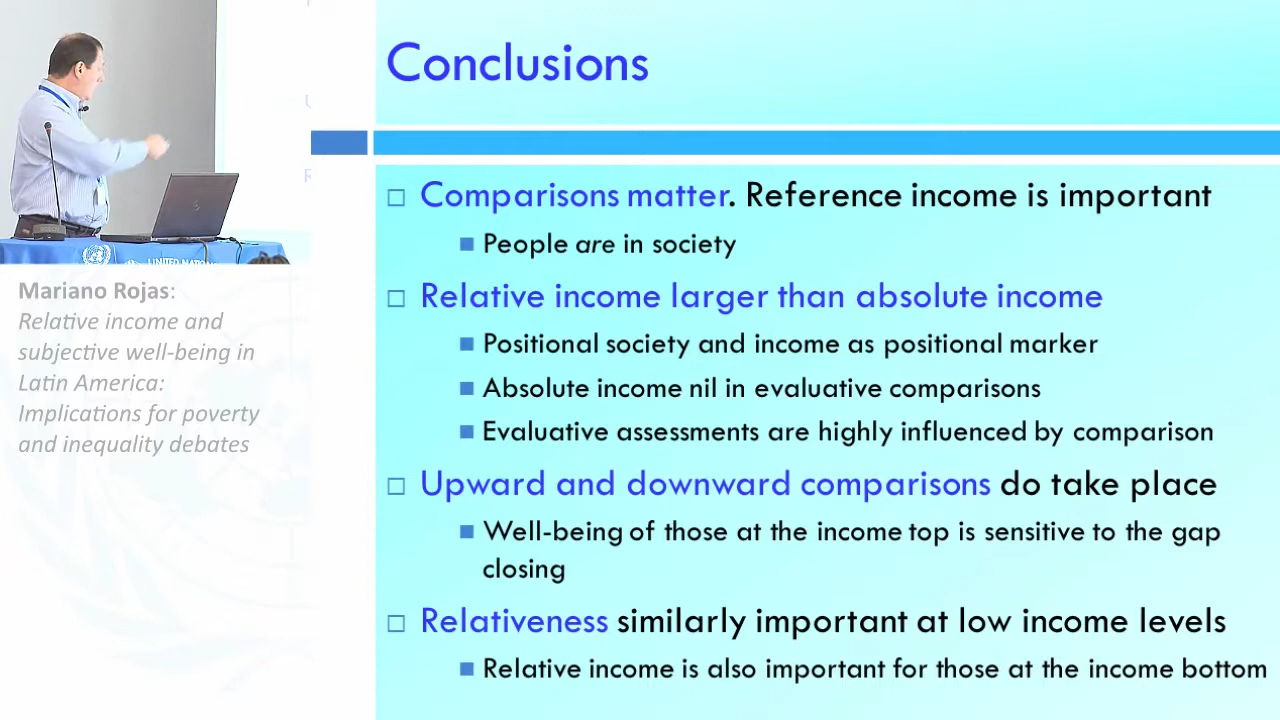 Conclusions
Comparisons matter. Reference income is important
People are in society
Relative income larger than absolute income
Positional society and income as positional marker
Absolute income nil in evaluative comparisons
Evaluative assessments are highly influenced by comparison
Upward and downward comparisons do take place
Well-being of those at the income top is sensitive to the gap
closing
Relativeness similarly important at low income levels
Relative income is also important for those at the income bottom
UNITED NATIONS
Mariano Rojas:
Relative income and
subjective well-being in
Latin America:
Implications for poverty
and inequality debates